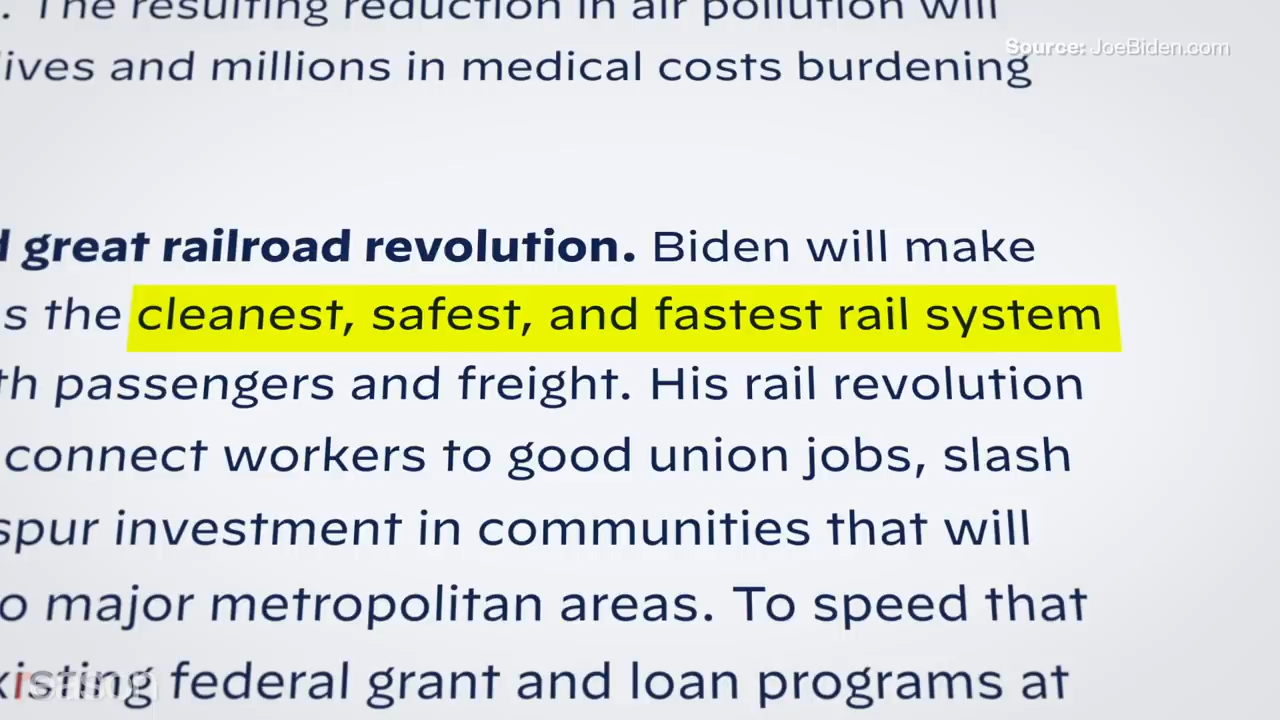 . The resulting reduction in air pollution will
Source: JoeBiden.com
lives and millions in medical costs burdening
great railroad revolution. Biden will make
s the cleanest, safest, and fastest rail system
th passengers and freight. His rail revolution
connect workers to good union jobs, slash
spur investment in communities that will
o major metropolitan areas. To speed that
xisting federal grant and loan programs at
reason